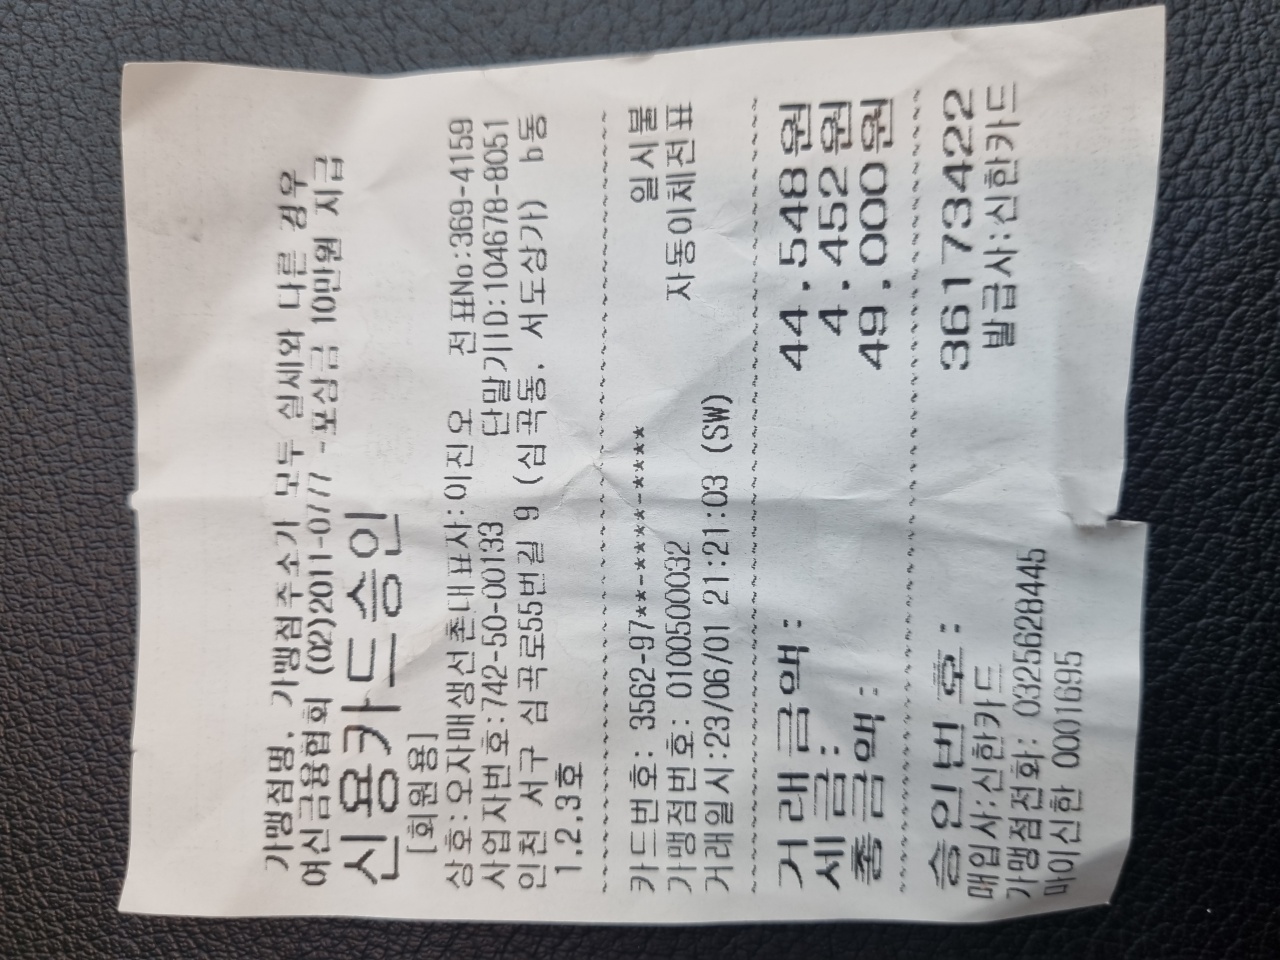 가맹점명, 가맹점주소가 모두 실제와 다른 경우
여신금융협회 (02)2011-0777 -포상금 10만원 지급
신용카드승인
[회원용]
상호:오자매생선촌대표자:이진오 전표No:369-4159
사업자번호:742-50-00133 단말기ID:104678-8051
인천 서구 심곡로55번길 9 (심곡동, 서도상가) b동
1,2,3호
카드번호: 3562-97**-****-**** 일시불
가맹점번호: 0100500032 자동이체전표
거래일시:23/06/01 21:21:03 (SW)
거래금액: 44,548원
세금: 4,452원
총금액: 49,000원
승인번호: 361734​22
매입사:신한카드 발급사:신한카드
가맹점전화: 0325628445
마이신한 0001695